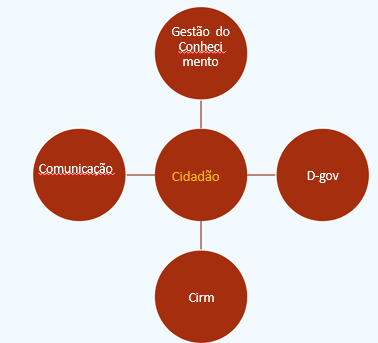 Gestão do
Conheci
mento
Comunicação
Cidadão
D-gov
Cirm